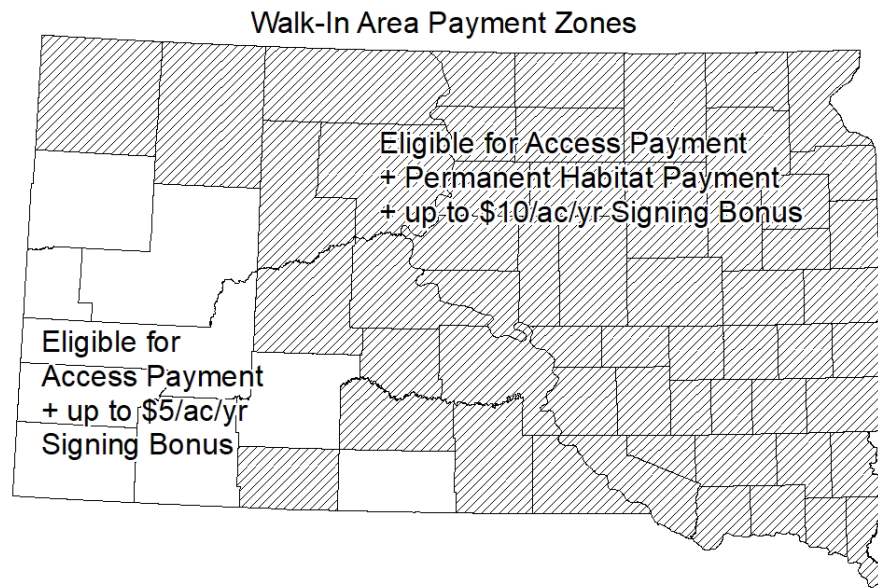 Walk-In Area Payment Zones
Eligible for Access Payment
+ Permanent Habitat Payment
+ up to $10/ac/yr Signing Bonus
Eligible for
Access Payment
+ up to $5/ac/yr
Signing Bonus